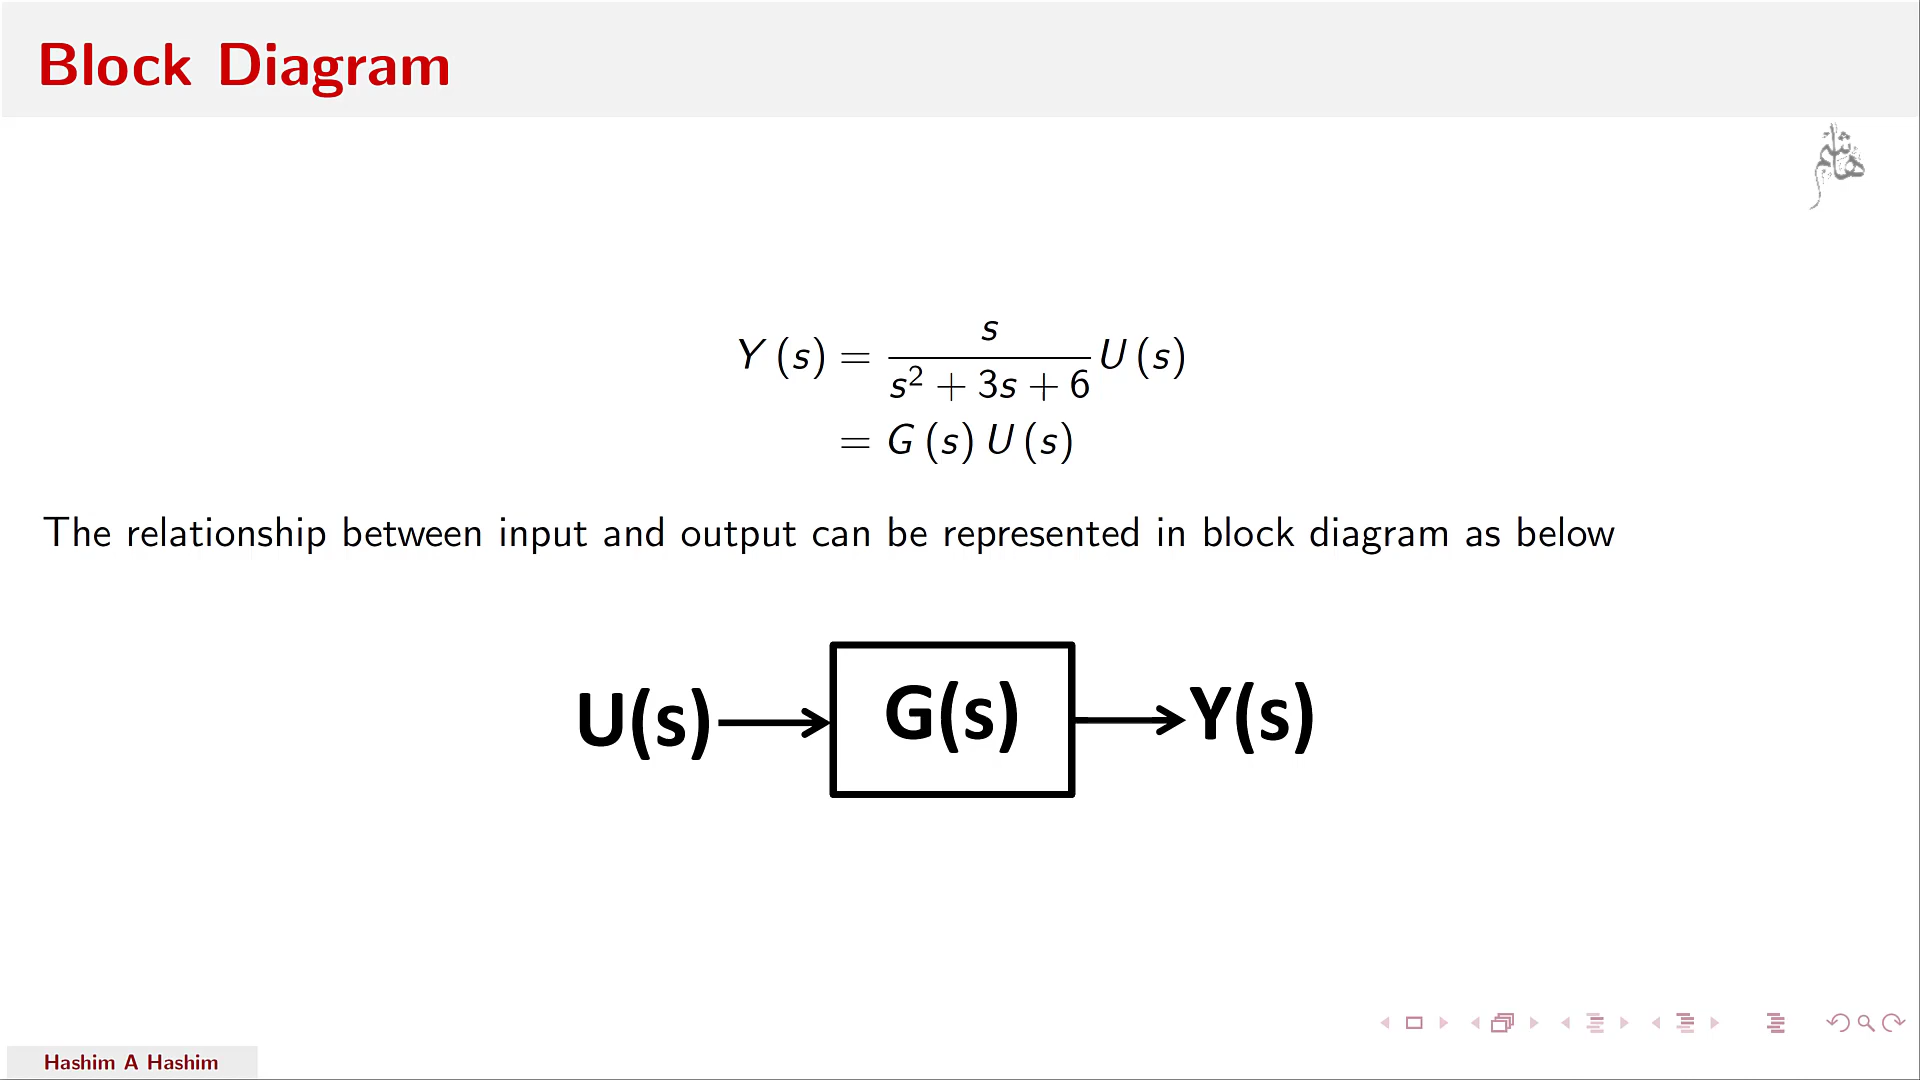 Block Diagram
هاشم
Y (s) = s / (s² + 3s + 6) U (s)
= G (s) U (s)
The relationship between input and output can be represented in block diagram as below
U(s) G(s) Y(s)
Hashim A Hashim